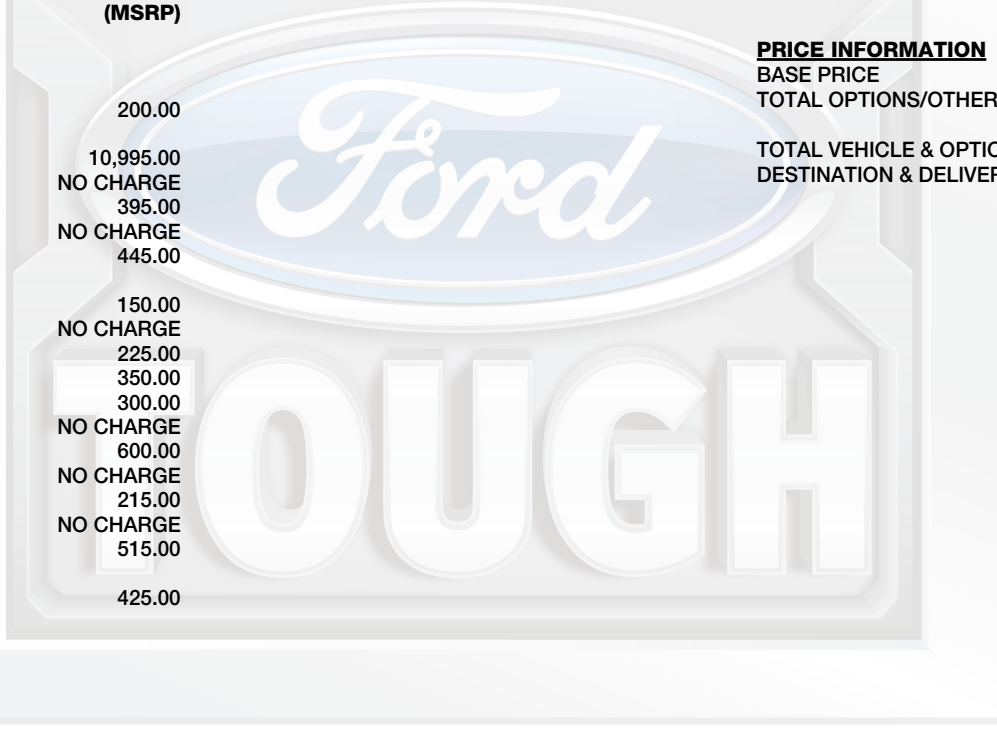 (MSRP)
200.00
10,995.00
NO CHARGE
395.00
NO CHARGE
445.00
150.00
NO CHARGE
225.00
350.00
300.00
NO CHARGE
600.00
NO CHARGE
215.00
NO CHARGE
515.00
425.00
PRICE INFORMATION
BASE PRICE
TOTAL OPTIONS/OTHER
TOTAL VEHICLE & OPTIO
DESTINATION & DELIVER
Ford
TOUGH